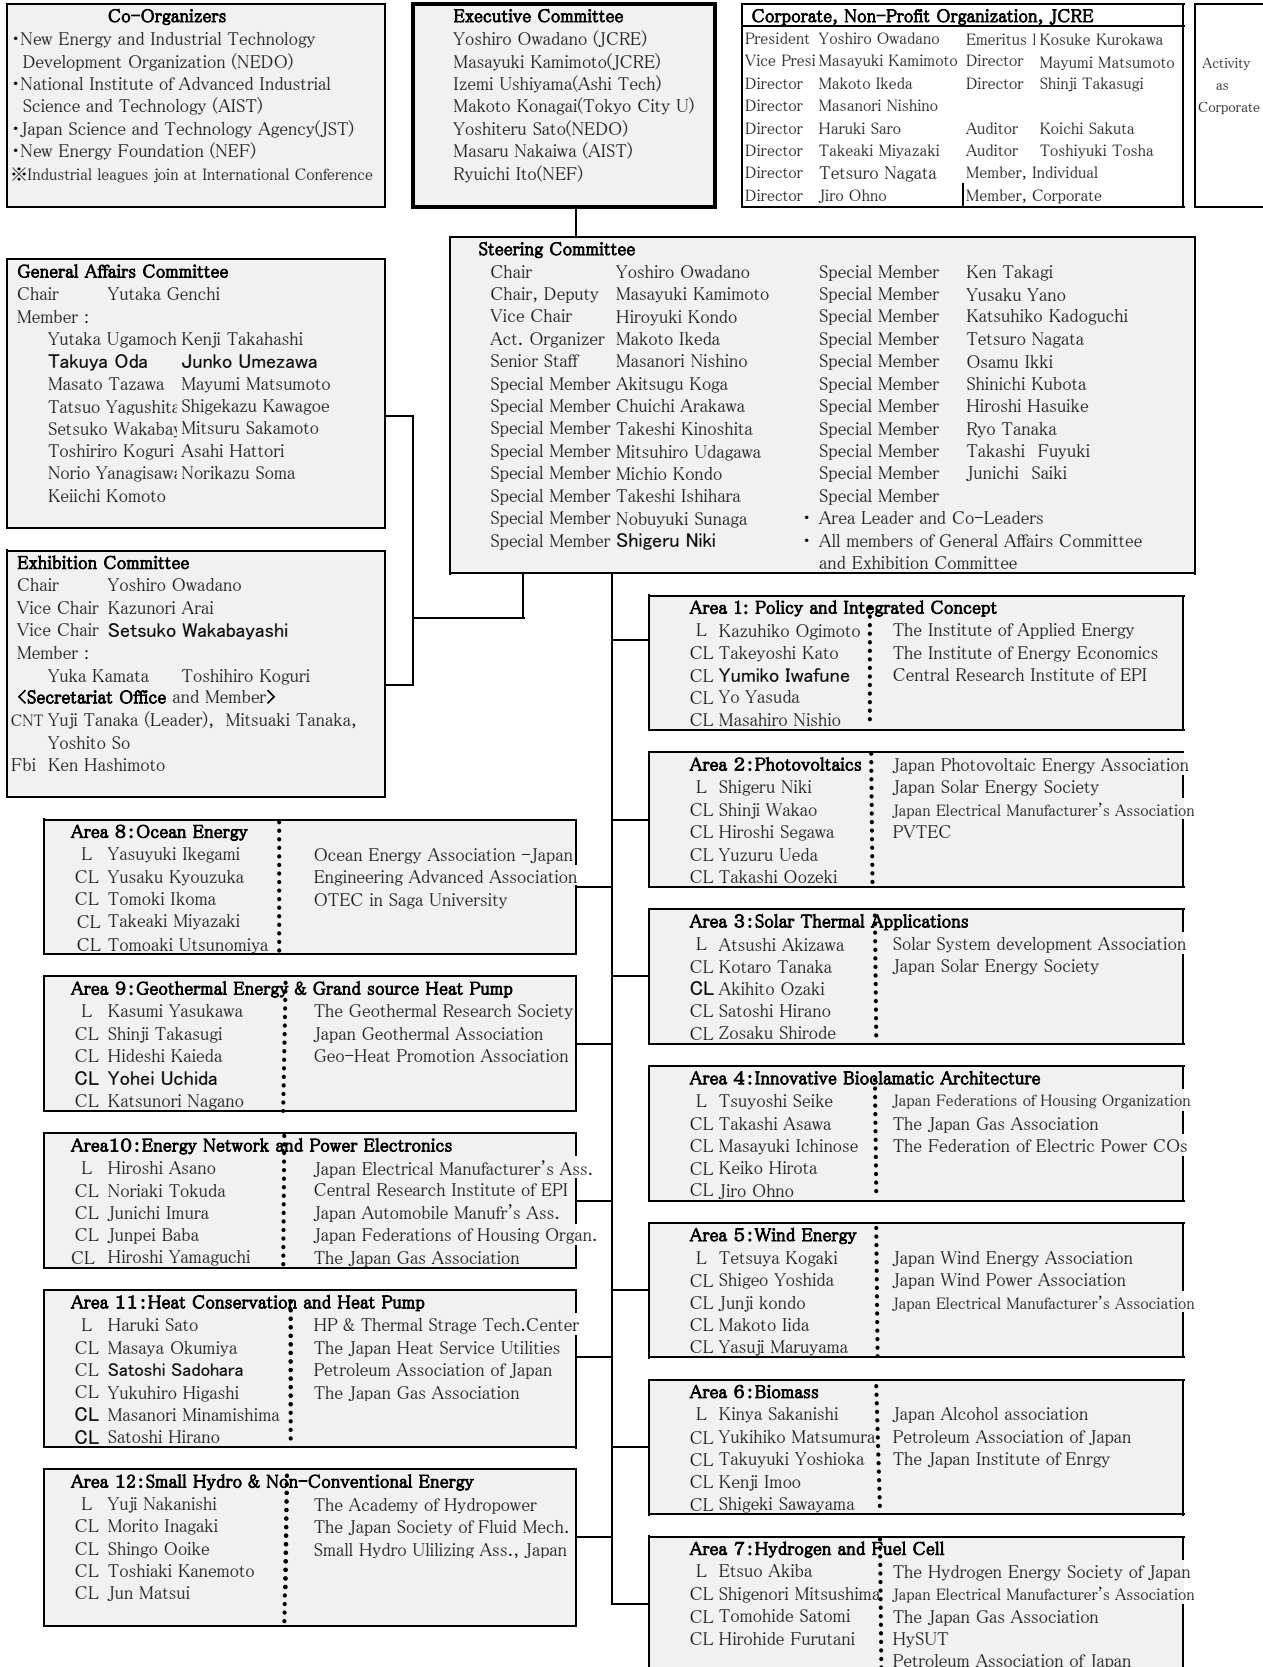 Co-Organizers
・New Energy and Industrial Technology
Development Organization (NEDO)
・National Institute of Advanced Industrial
Science and Technology (AIST)
・Japan Science and Technology Agency(JST)
・New Energy Foundation (NEF)
※Industrial leagues join at International Conference
Executive Committee
Yoshiro Owadano (JCRE)
Masayuki Kamimoto(JCRE)
Izemi Ushiyama(Ashi Tech)
Makoto Konagai(Tokyo City U)
Yoshiteru Sato(NEDO)
Masaru Nakaiwa (AIST)
Ryuichi Ito(NEF)
Corporate, Non-Profit Organization, JCRE
President Yoshiro Owadano Emeritus Kosuke Kurokawa
Vice Presi Masayuki Kamimoto Director Mayumi Matsumoto
Director Makoto Ikeda Director Shinji Takasugi
Director Masanori Nishino
Director Haruki Saro Auditor Koichi Sakuta
Director Takeaki Miyazaki Auditor Toshiyuki Tosha
Director Tetsuro Nagata Member, Individual
Director Jiro Ohno Member, Corporate
Activity
as
Corporate
General Affairs Committee
Chair Yutaka Genchi
Member :
Yutaka Ugamoch Kenji Takahashi
Takuya Oda Junko Umezawa
Masato Tazawa Mayumi Matsumoto
Tatsuo Yagushita Shigekazu Kawagoe
Setsuko Wakabay Mitsuru Sakamoto
Toshiriro Koguri Asahi Hattori
Norio Yanagisawa Norikazu Soma
Keiichi Komoto
Steering Committee
Chair Yoshiro Owadano Special Member Ken Takagi
Chair, Deputy Masayuki Kamimoto Special Member Yusaku Yano
Vice Chair Hiroyuki Kondo Special Member Katsuhiko Kadoguchi
Act. Organizer Makoto Ikeda Special Member Tetsuro Nagata
Senior Staff Masanori Nishino Special Member Osamu Ikki
Special Member Akitsugu Koga Special Member Shinichi Kubota
Special Member Chuichi Arakawa Special Member Hiroshi Hasuike
Special Member Takeshi Kinoshita Special Member Ryo Tanaka
Special Member Mitsuhiro Udagawa Special Member Takashi Fuyuki
Special Member Michio Kondo Special Member Junichi Saiki
Special Member Takeshi Ishihara Special Member
Special Member Nobuyuki Sunaga ・ Area Leader and Co-Leaders
Special Member Shigeru Niki ・ All members of General Affairs Committee
and Exhibition Committee
Exhibition Committee
Chair Yoshiro Owadano
Vice Chair Kazunori Arai
Vice Chair Setsuko Wakabayashi
Member :
Yuka Kamata Toshihiro Koguri
<Secretariat Office and Member>
CNT Yuji Tanaka (Leader), Mitsuaki Tanaka,
Yoshito So
Fbi Ken Hashimoto
Area 1: Policy and Integrated Concept
L Kazuhiko Ogimoto The Institute of Applied Energy
CL Takeyoshi Kato The Institute of Energy Economics
CL Yumiko Iwafune Central Research Institute of EPI
CL Yo Yasuda
CL Masahiro Nishio
Area 2:Photovoltaics Japan Photovoltaic Energy Association
L Shigeru Niki Japan Solar Energy Society
CL Shinji Wakao Japan Electrical Manufacturer's Association
CL Hiroshi Segawa PVTEC
CL Yuzuru Ueda
CL Takashi Oozeki
Area 3:Solar Thermal Applications
L Atsushi Akizawa Solar System development Association
CL Kotaro Tanaka Japan Solar Energy Society
CL Akihito Ozaki
CL Satoshi Hirano
CL Zosaku Shirode
Area 4:Innovative Bioclamatic Architecture
L Tsuyoshi Seike Japan Federations of Housing Organization
CL Takashi Asawa The Japan Gas Association
CL Masayuki Ichinose The Federation of Electric Power COs
CL Keiko Hirota
CL Jiro Ohno
Area 5:Wind Energy
L Tetsuya Kogaki Japan Wind Energy Association
CL Shigeo Yoshida Japan Wind Power Association
CL Junji kondo Japan Electrical Manufacturer's Association
CL Makoto Iida
CL Yasuji Maruyama
Area 6:Biomass
L Kinya Sakanishi Japan Alcohol association
CL Yukihiko Matsumura Petroleum Association of Japan
CL Takuyuki Yoshioka The Japan Institute of Enrgy
CL Kenji Imoo
CL Shigeki Sawayama
Area 7:Hydrogen and Fuel Cell
L Etsuo Akiba The Hydrogen Energy Society of Japan
CL Shigenori Mitsushima Japan Electrical Manufacturer's Association
CL Tomohide Satomi The Japan Gas Association
CL Hirohide Furutani HySUT
Petroleum Association of Japan
Area 8:Ocean Energy
L Yasuyuki Ikegami Ocean Energy Association -Japan
CL Yusaku Kyouzuka Engineering Advanced Association
CL Tomoki Ikoma OTEC in Saga University
CL Takeaki Miyazaki
CL Tomoaki Utsunomiya
Area 9:Geothermal Energy & Grand source Heat Pump
L Kasumi Yasukawa The Geothermal Research Society
CL Shinji Takasugi Japan Geothermal Association
CL Hideshi Kaieda Geo-Heat Promotion Association
CL Yohei Uchida
CL Katsunori Nagano
Area10:Energy Network and Power Electronics
L Hiroshi Asano Japan Electrical Manufacturer's Ass.
CL Noriaki Tokuda Central Research Institute of EPI
CL Junichi Imura Japan Automobile Manufr's Ass.
CL Junpei Baba Japan Federations of Housing Organ.
CL Hiroshi Yamaguchi The Japan Gas Association
Area 11:Heat Conservation and Heat Pump
L Haruki Sato HP & Thermal Strage Tech.Center
CL Masaya Okumiya The Japan Heat Service Utilities
CL Satoshi Sadohara Petroleum Association of Japan
CL Yukuhiro Higashi The Japan Gas Association
CL Masanori Minamishima
CL Satoshi Hirano
Area 12:Small Hydro & Non-Conventional Energy
L Yuji Nakanishi The Academy of Hydropower
CL Morito Inagaki The Japan Society of Fluid Mech.
CL Shingo Ooike Small Hydro Ulilizing Ass., Japan
CL Toshiaki Kanemoto
CL Jun Matsui